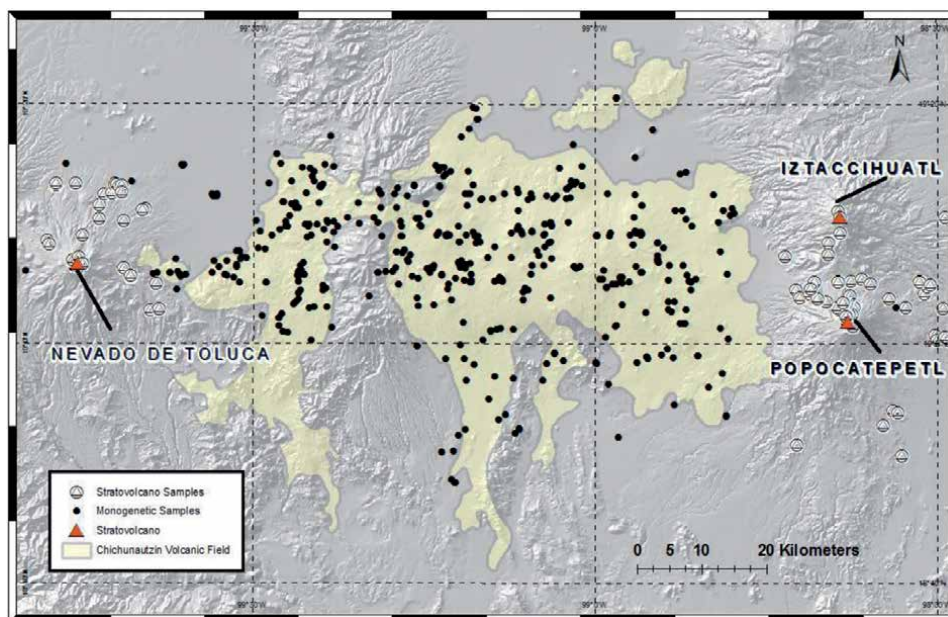 N
IZTACCIHUATL
NEVADO DE TOLUCA
POPOCATEPETL
Stratovolcano Samples
Monogenetic Samples
Stratovolcano
Chichunautzin Volcanic Field
0 5 10 20 Kilometers